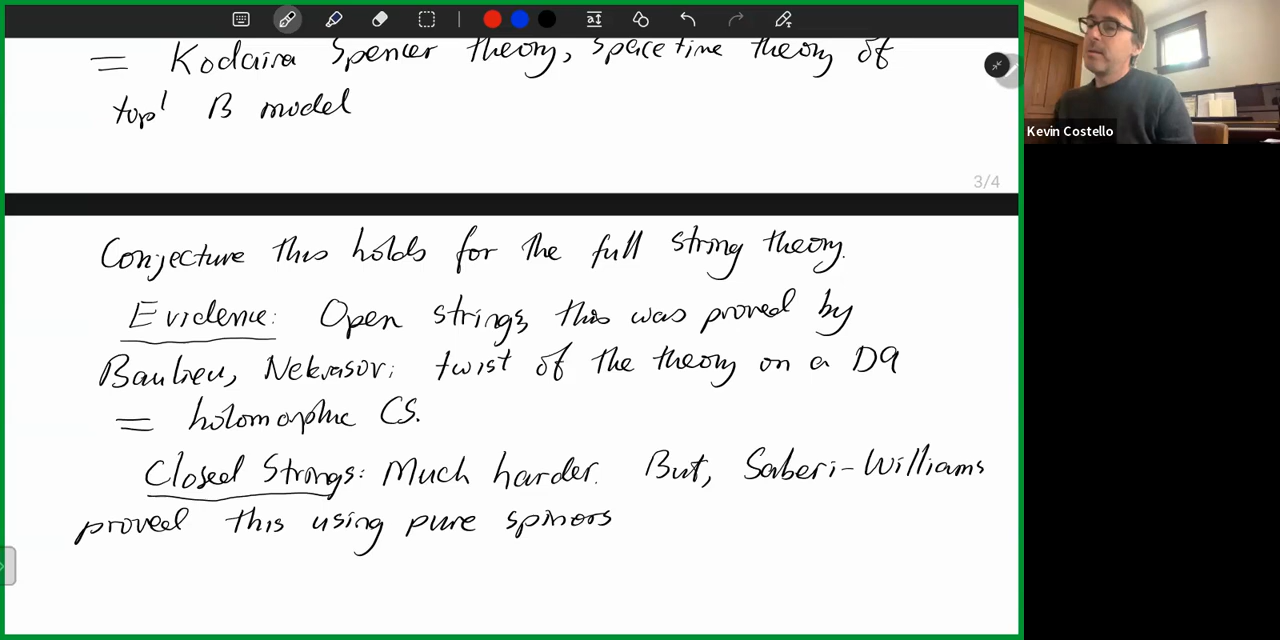 = Kodaira Spencer theory, space time theory of
top'l B model
3/4
Kevin Costello
Conjecture this holds for the full string theory.
Evidence: Open strings this was proved by
Baulieu, Nekrasov; twist of the theory on a D9
= holomorphic CS.
Closed Strings: Much harder. But, Saberi-Williams
proved this using pure spinors